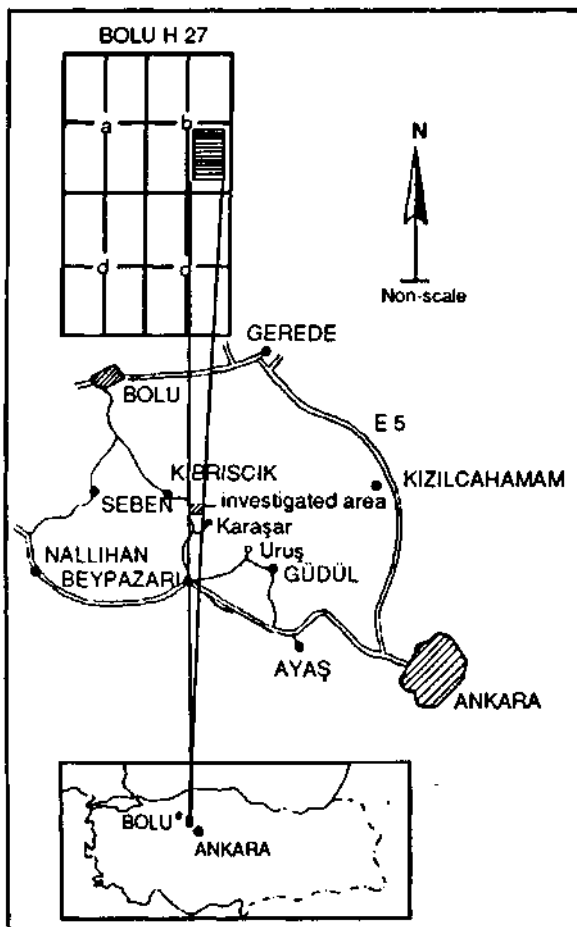 BOLU H 27
a
b
d
c
N
Non-scale
GEREDE
BOLU
E 5
KIBRISCIK
KIZILCAHAMAM
SEBEN
investigated area
Karaşar
Uruş
NALLIHAN
BEYPAZARI
GÜDÜL
AYAŞ
ANKARA
BOLU
ANKARA